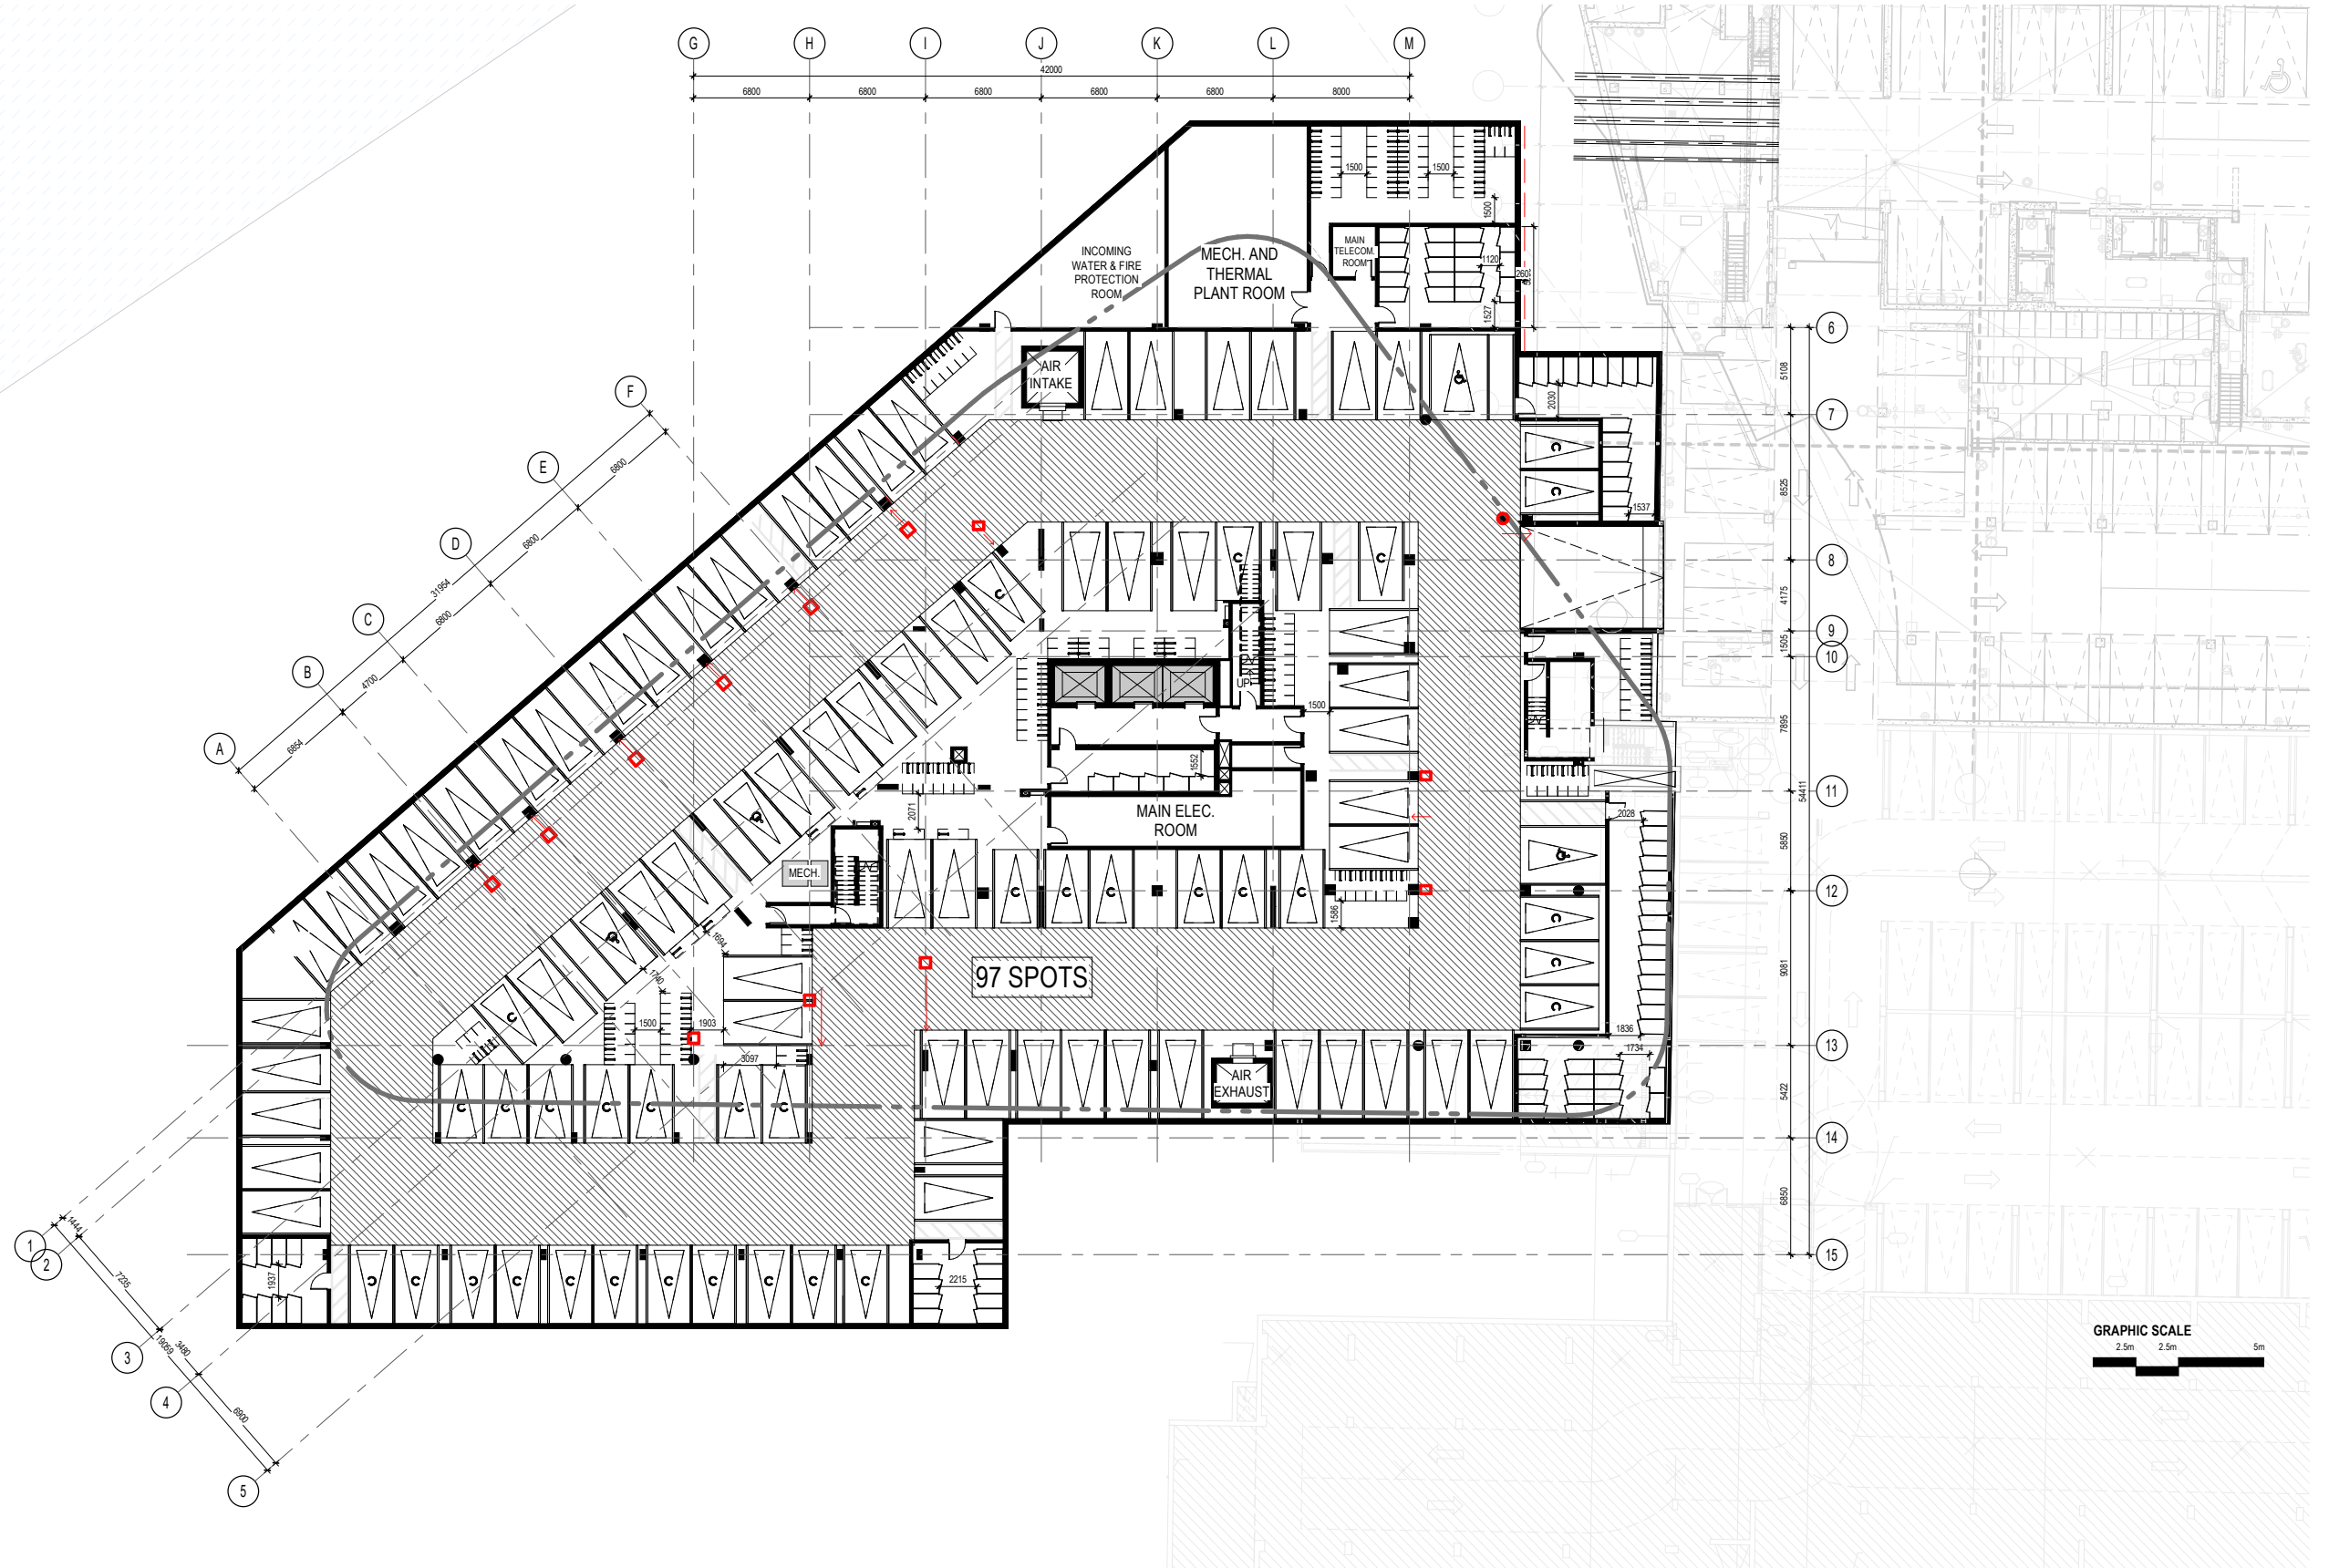 G
H
I
J
K
L
M
42000
6800
6800
6800
6800
6800
8000
1500
1500
1500
MAIN
TELECOM.
ROOM
INCOMING
WATER & FIRE
PROTECTION
ROOM
MECH. AND
THERMAL
PLANT ROOM
1120
260
1527
6
AIR
INTAKE
5108
2030
7
F
E
D
C
B
A
6800
6800
6800
31954
4700
6854
8525
1537
C
C
C
C
C
8
4175
9
1505
10
UP
1500
7895
1552
2071
MAIN ELEC.
ROOM
11
54411
2028
5850
MECH.
C
C
C
C
C
C
12
1586
C
C
C
1694
1740
97 SPOTS
9081
C
1500
1903
3097
1836
1734
13
AIR
EXHAUST
C
C
C
C
C
C
C
5422
14
6850
1
2
1444
7235
15
1937
C
C
C
C
C
C
C
C
C
C
C
2215
3
19059
3480
4
6900
5
GRAPHIC SCALE
2.5m
2.5m
5m